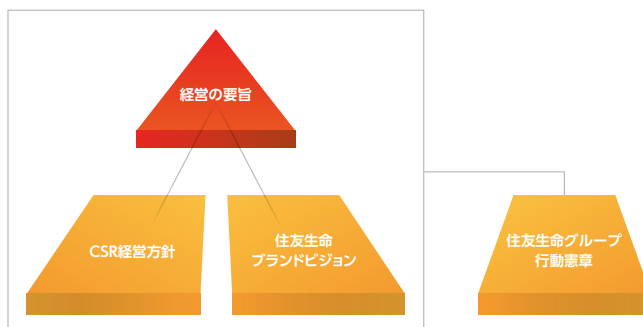 経営の要旨
CSR経営方針
住友生命
ブランドビジョン
住友生命グループ
行動憲章